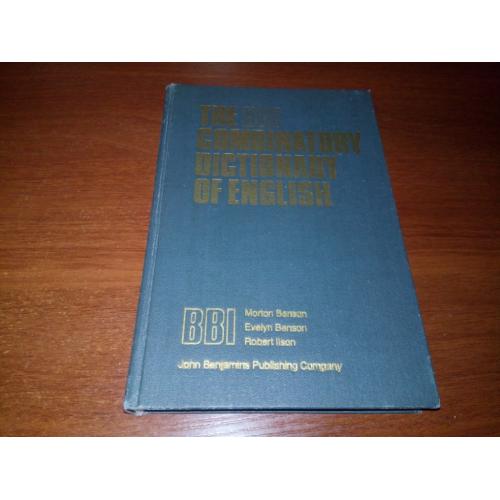 THE BBI
COMBINATORY
DICTIONARY
OF ENGLISH
BBI
Morton Benson
Evelyn Benson
Robert Ilson
John Benjamins Publishing Company